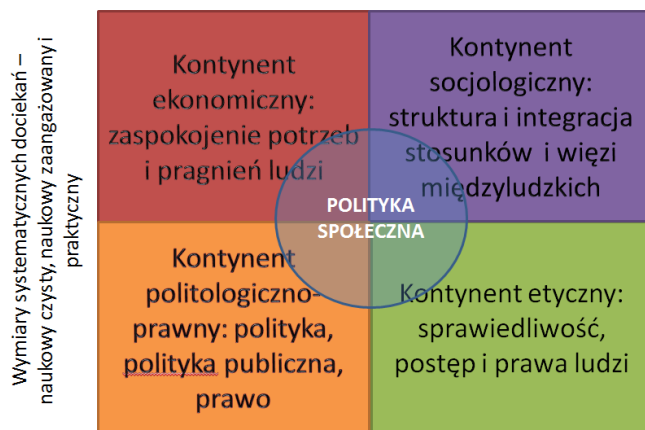 Wymiary systematycznych dociekań –
naukowy czysty, naukowy zaangażowany i
praktyczny
Kontynent
ekonomiczny:
zaspokojenie potrzeb
i pragnień ludzi
Kontynent
socjologiczny:
struktura i integracja
stosunków i więzi
międzyludzkich
POLITYKA
SPOŁECZNA
Kontynent
politologiczno-
prawny: polityka,
polityka publiczna,
prawo
Kontynent etyczny:
sprawiedliwość,
postęp i prawa ludzi